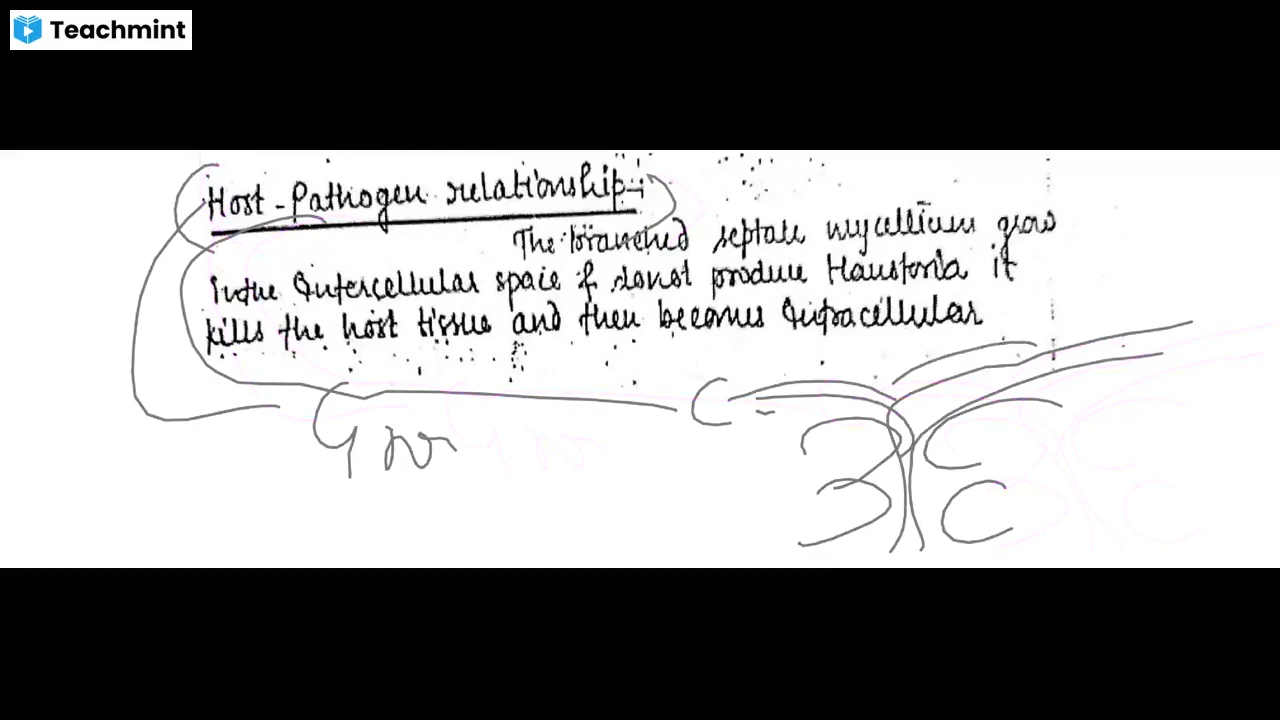 Teachmint
Host-Pathogen relationship:-
The branched septate mycellium grows
in the Intercellular space & donot produce Haustoria it
kills the host tissue and then becomes Intracellular